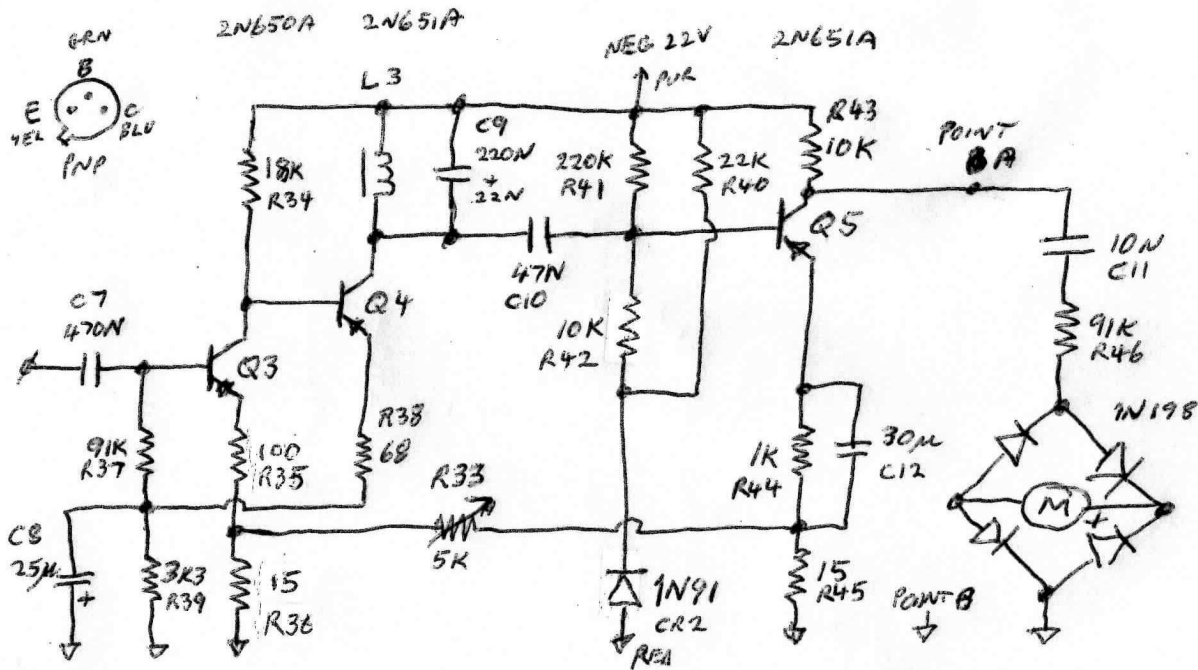 2N650A 2N651A
NEG 22V
PUR
2N651A
GRN
B
E C
YEL BLU
PNP
L3
C9
220N
+
22N
18K
R34
220K
R41
22K
R40
R43
10K
POINT
A
Q5
10N
C11
47N
C10
Q4
C7
470N
Q3
10K
R42
91K
R46
1N198
R38
68
91K
R37
100
R35
R33
5K
1K
R44
30µ
C12
M
+
C8
25µ
+
3K3
R39
15
R36
1N91
CR2
15
R45
POINT B